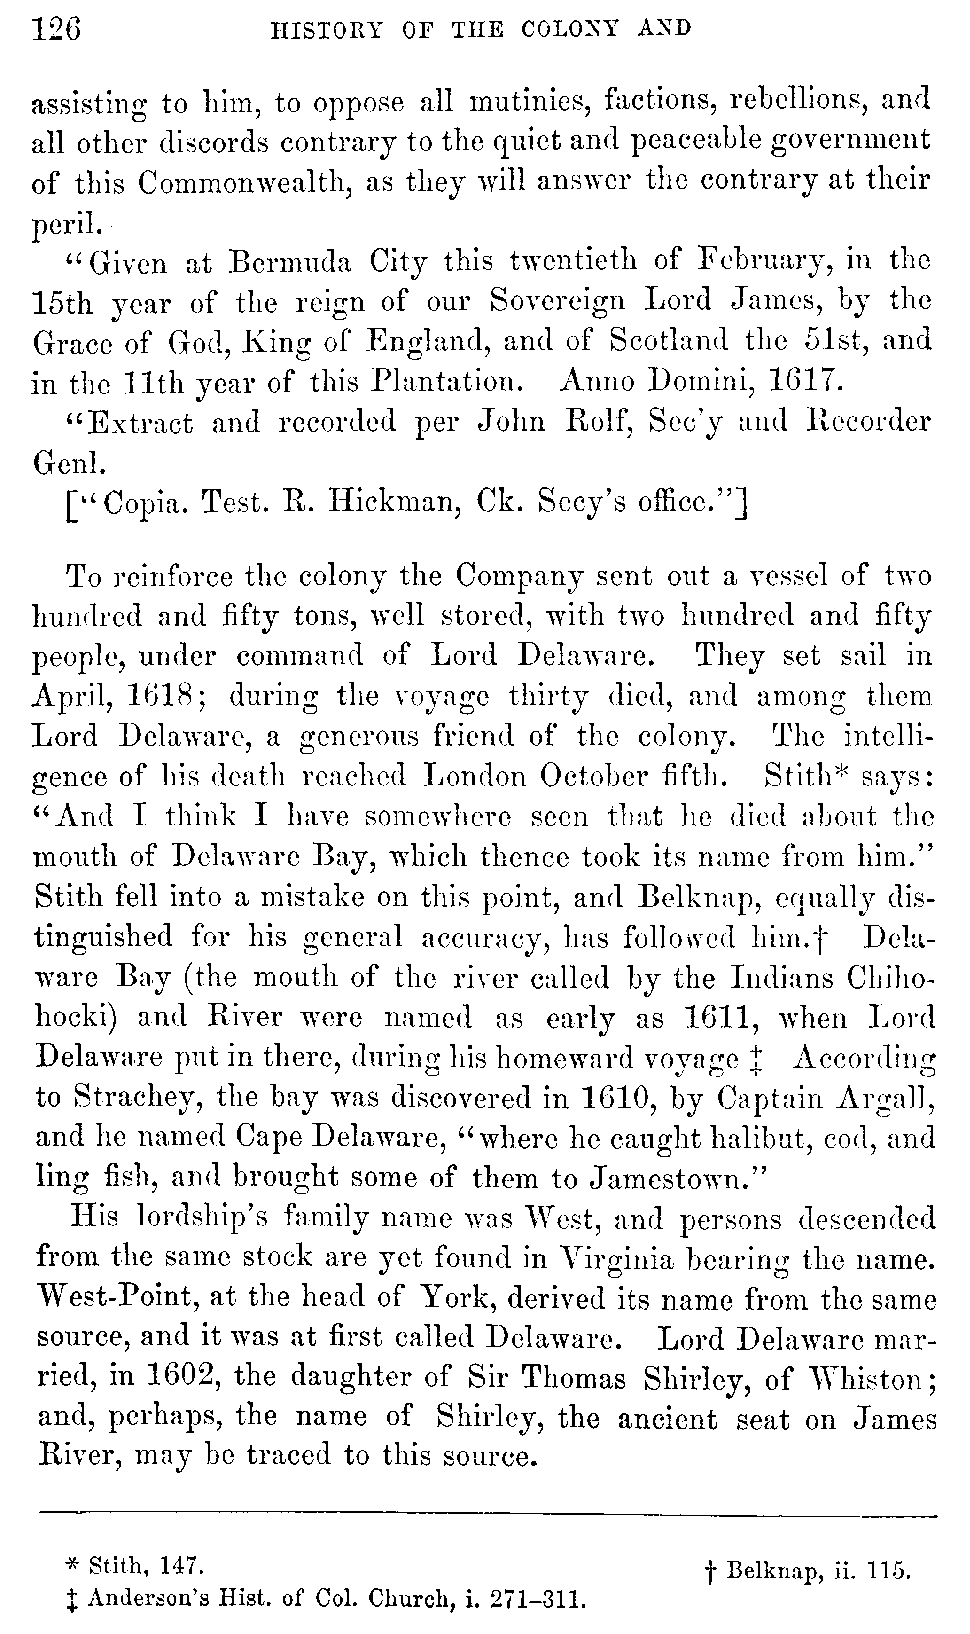 126 HISTORY OF THE COLONY AND
assisting to him, to oppose all mutinies, factions, rebellions, and
all other discords contrary to the quiet and peaceable government
of this Commonwealth, as they will answer the contrary at their
peril.
"Given at Bermuda City this twentieth of February, in the
15th year of the reign of our Sovereign Lord James, by the
Grace of God, King of England, and of Scotland the 51st, and
in the 11th year of this Plantation. Anno Domini, 1617.
"Extract and recorded per John Rolf, Sec'y and Recorder
Genl.
["Copia. Test. R. Hickman, Ck. Secy's office."]
To reinforce the colony the Company sent out a vessel of two
hundred and fifty tons, well stored, with two hundred and fifty
people, under command of Lord Delaware. They set sail in
April, 1618; during the voyage thirty died, and among them
Lord Delaware, a generous friend of the colony. The intelli-
gence of his death reached London October fifth. Stith* says:
"And I think I have somewhere seen that he died about the
mouth of Delaware Bay, which thence took its name from him."
Stith fell into a mistake on this point, and Belknap, equally dis-
tinguished for his general accuracy, has followed him.† Dela-
ware Bay (the mouth of the river called by the Indians Chiho-
hocki) and River were named as early as 1611, when Lord
Delaware put in there, during his homeward voyage ‡ According
to Strachey, the bay was discovered in 1610, by Captain Argall,
and he named Cape Delaware, "where he caught halibut, cod, and
ling fish, and brought some of them to Jamestown."
His lordship's family name was West, and persons descended
from the same stock are yet found in Virginia bearing the name.
West-Point, at the head of York, derived its name from the same
source, and it was at first called Delaware. Lord Delaware mar-
ried, in 1602, the daughter of Sir Thomas Shirley, of Whiston;
and, perhaps, the name of Shirley, the ancient seat on James
River, may be traced to this source.
* Stith, 147. † Belknap, ii. 115.
‡ Anderson's Hist. of Col. Church, i. 271–311.